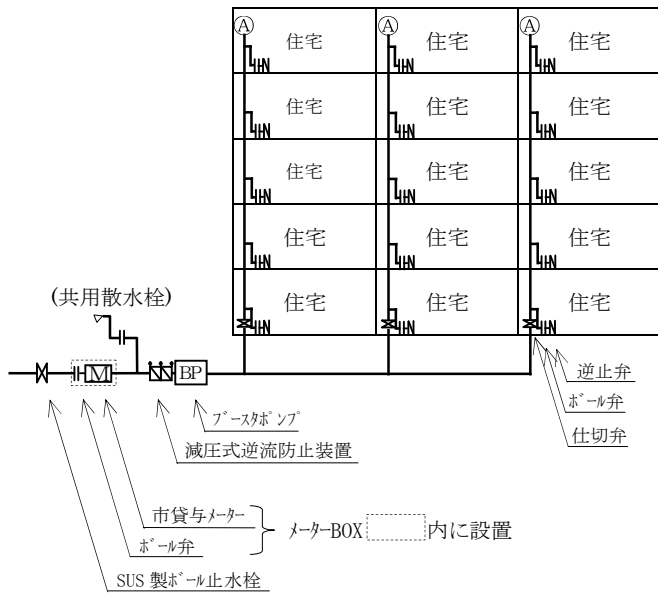 Ⓐ Ⓐ Ⓐ
住宅 住宅 住宅
住宅 住宅 住宅
住宅 住宅 住宅
住宅 住宅 住宅
住宅 住宅 住宅
(共用散水栓)
M BP
逆止弁
ﾎﾞｰﾙ弁
仕切弁
ﾌﾞｰｽﾀﾎﾟﾝﾌﾟ
減圧式逆流防止装置
市貸与ﾒｰﾀｰ
ﾎﾞｰﾙ弁
ﾒｰﾀｰBOX 内に設置
SUS 製ﾎﾞｰﾙ止水栓